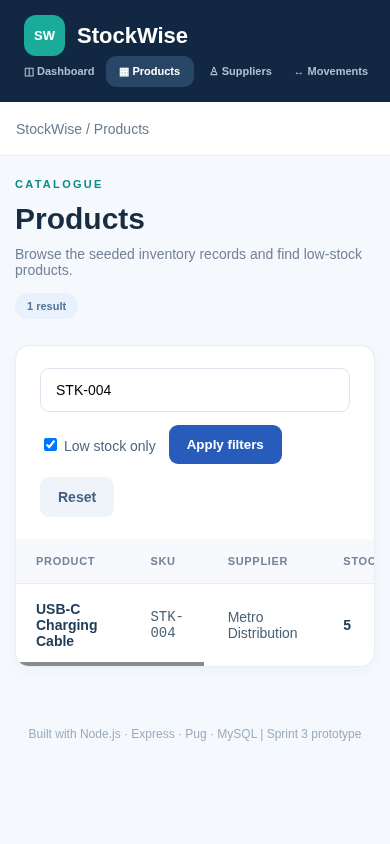 SW StockWise
Dashboard Products Suppliers ↔ Movements
StockWise / Products
CATALOGUE
Products
Browse the seeded inventory records and find low-stock
products.
1 result
STK-004
Low stock only Apply filters
Reset
PRODUCT SKU SUPPLIER STOC
USB-C
Charging
Cable
STK-
004
Metro
Distribution
5
Built with Node.js · Express · Pug · MySQL | Sprint 3 prototype